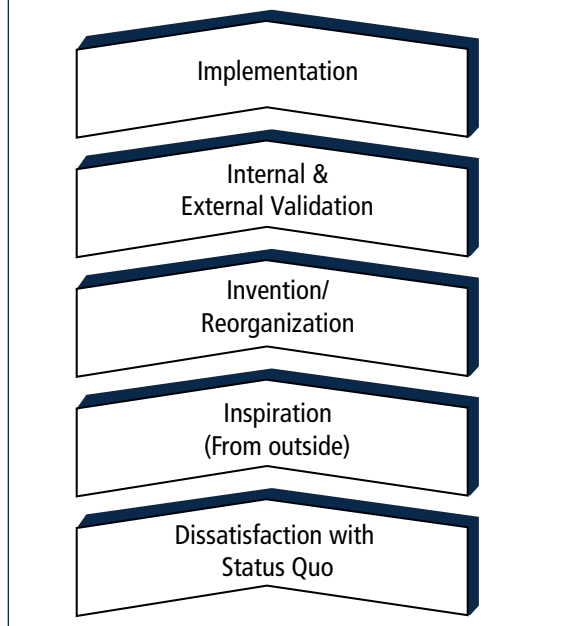 Implementation
Internal &
External Validation
Invention/
Reorganization
Inspiration
(From outside)
Dissatisfaction with
Status Quo